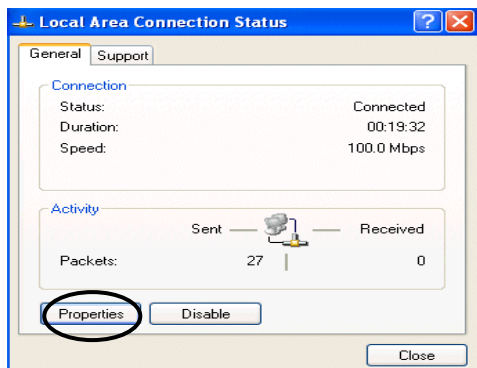 Local Area Connection Status
General Support
Connection
Status: Connected
Duration: 00:19:32
Speed: 100.0 Mbps
Activity
Sent Received
Packets: 27 0
Properties Disable
Close